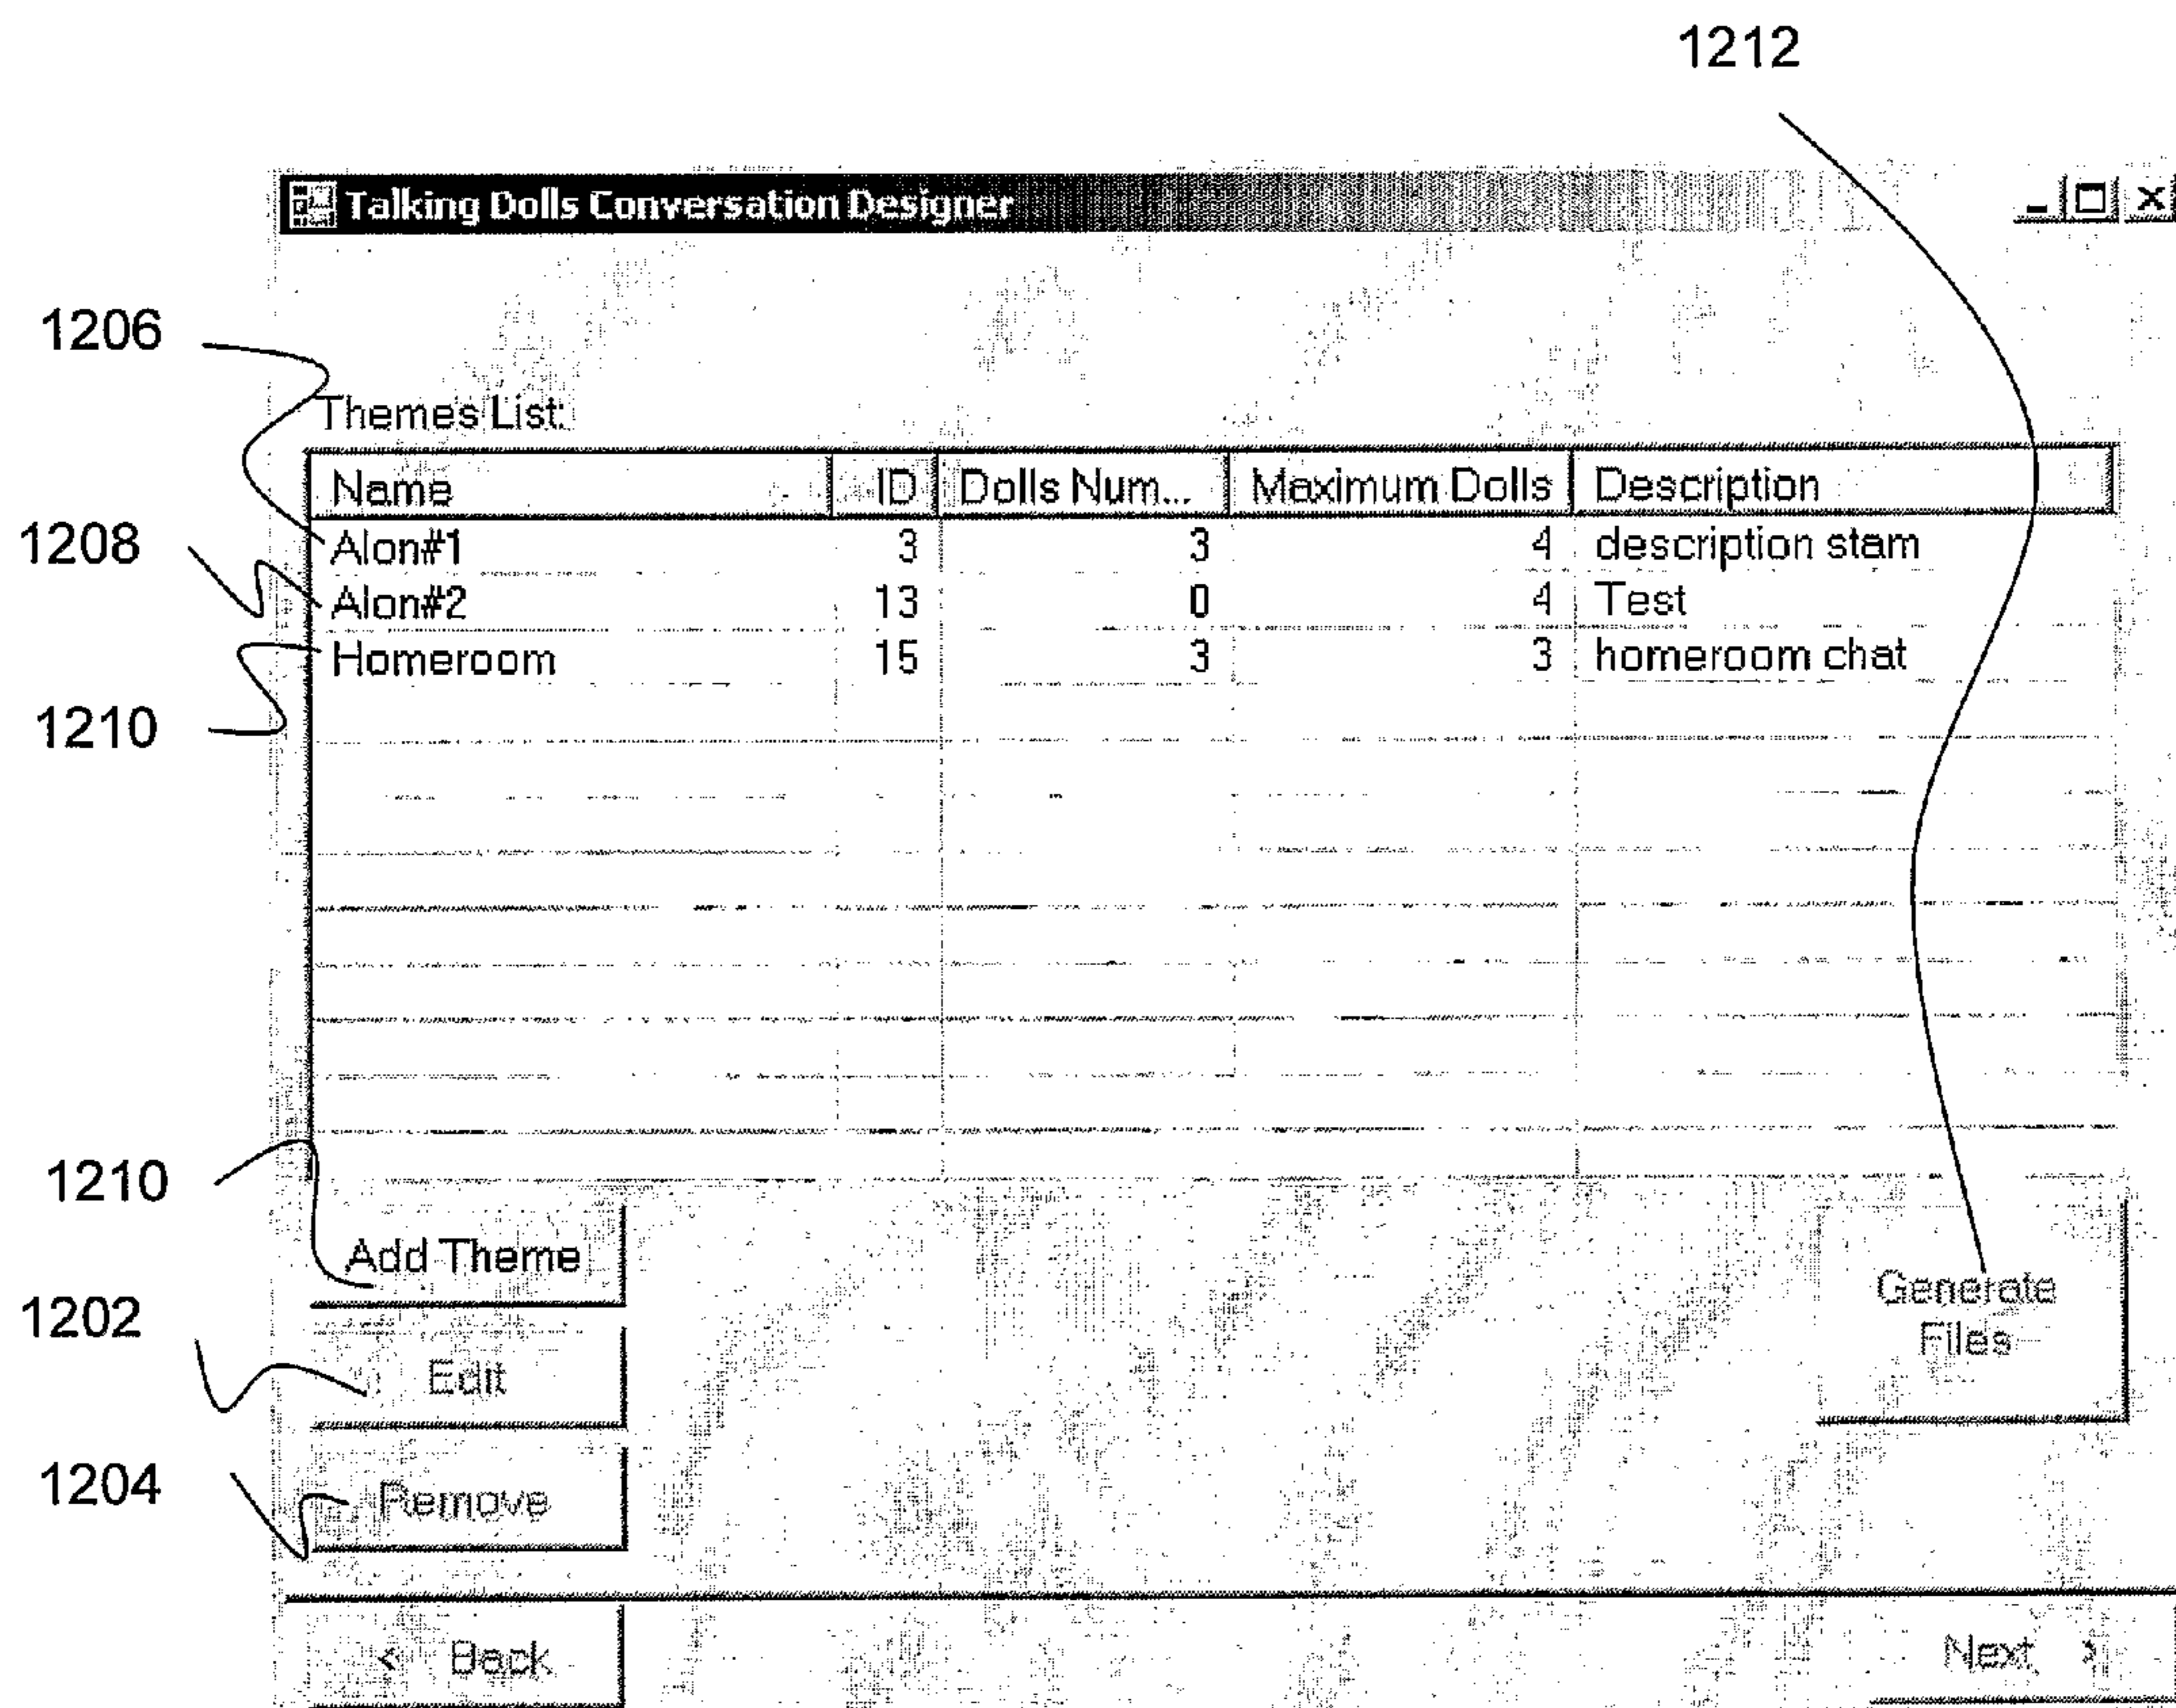 1212
Talking Dolls Conversation Designer
1206
Themes List:
Name ID Dolls Num... Maximum Dolls Description
1208 Alon#1 3 3 4 description stam
Alon#2 13 0 4 Test
Homeroom 15 3 3 homeroom chat
1210
1210
Add Theme
Generate
Files
1202
Edit
1204
Remove
< Back Next >